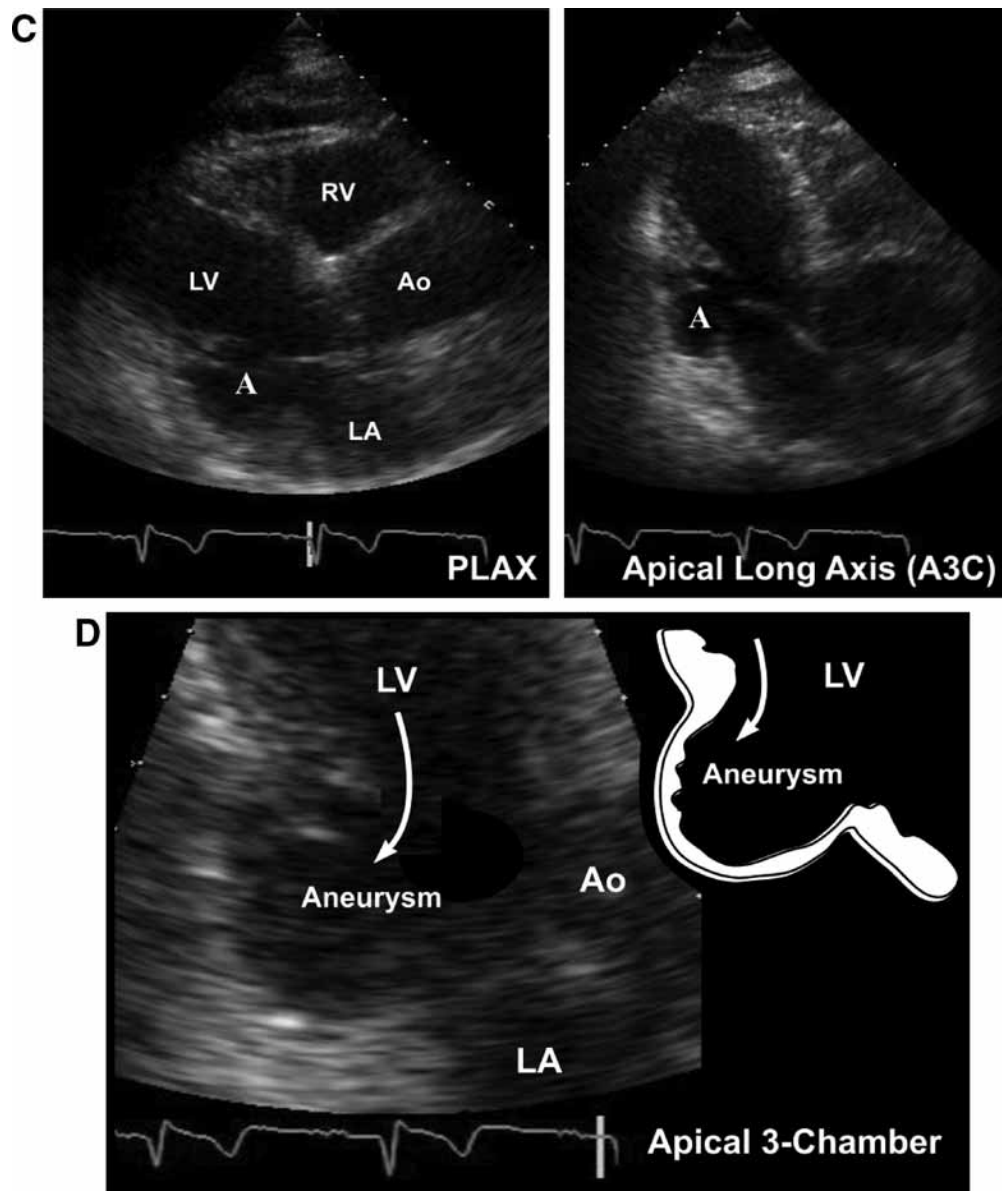 C
RV
LV
Ao
A
LA
PLAX
A
Apical Long Axis (A3C)
D
LV
Aneurysm
Ao
LA
Apical 3-Chamber
LV
Aneurysm